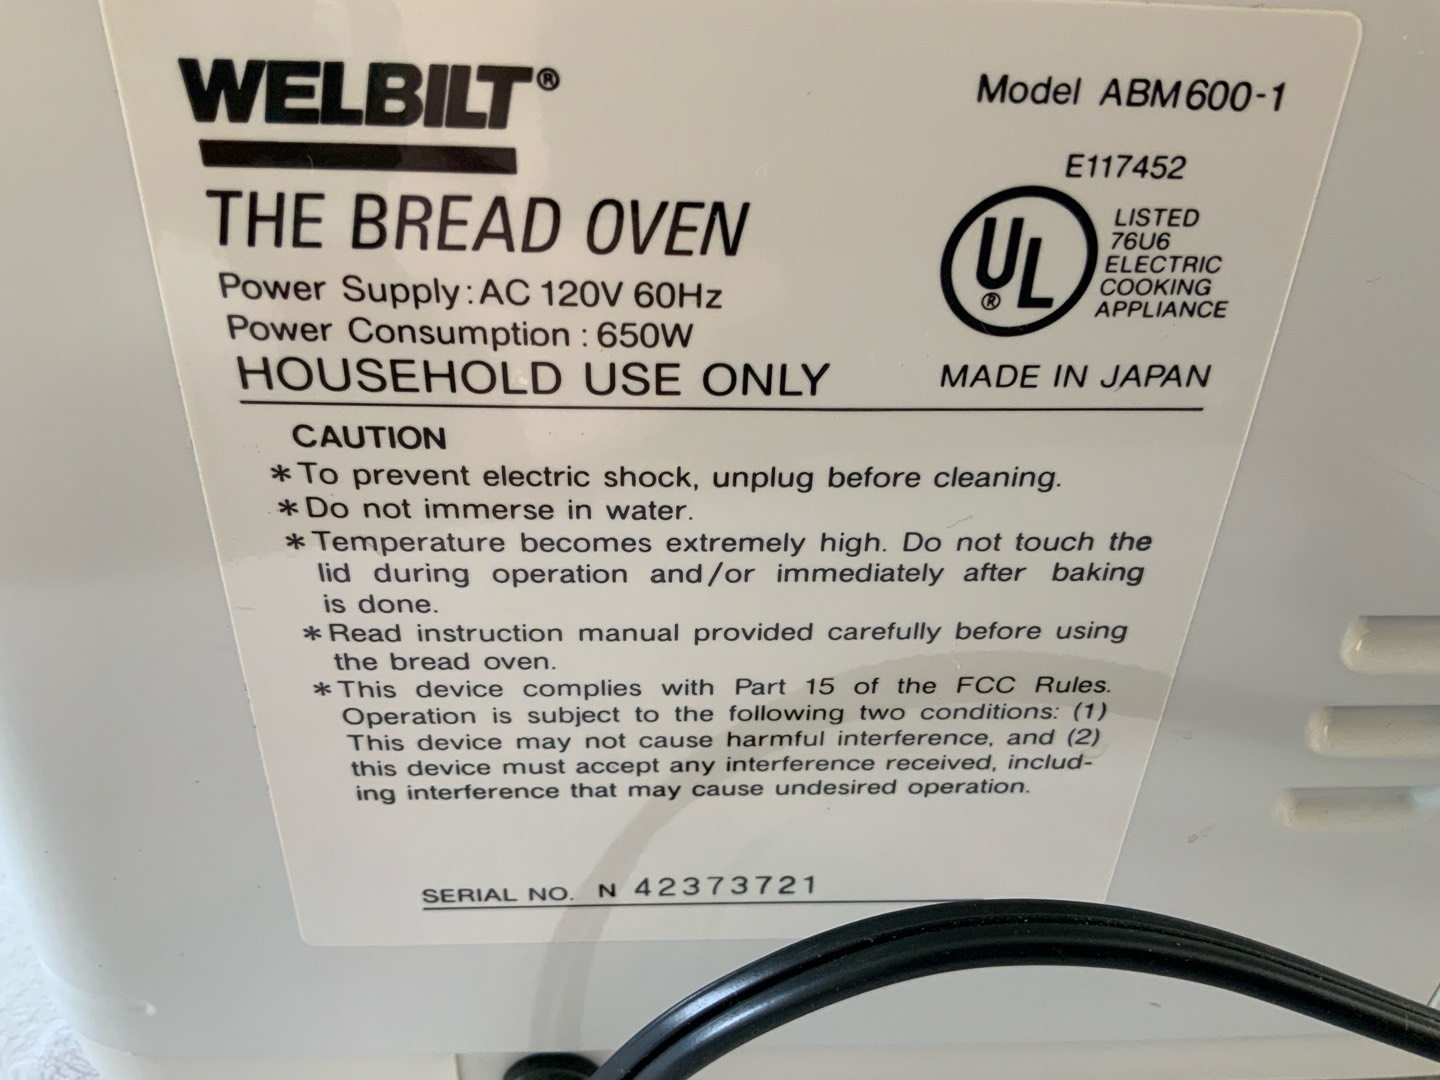 WELBILT®
Model ABM600-1
THE BREAD OVEN
Power Supply: AC 120V 60Hz
Power Consumption : 650W
HOUSEHOLD USE ONLY
E117452
UL®
LISTED
76U6
ELECTRIC
COOKING
APPLIANCE
MADE IN JAPAN
CAUTION
*To prevent electric shock, unplug before cleaning.
*Do not immerse in water.
*Temperature becomes extremely high. Do not touch the
lid during operation and/or immediately after baking
is done.
*Read instruction manual provided carefully before using
the bread oven.
*This device complies with Part 15 of the FCC Rules.
Operation is subject to the following two conditions: (1)
This device may not cause harmful interference, and (2)
this device must accept any interference received, includ-
ing interference that may cause undesired operation.
SERIAL NO. N 42373721